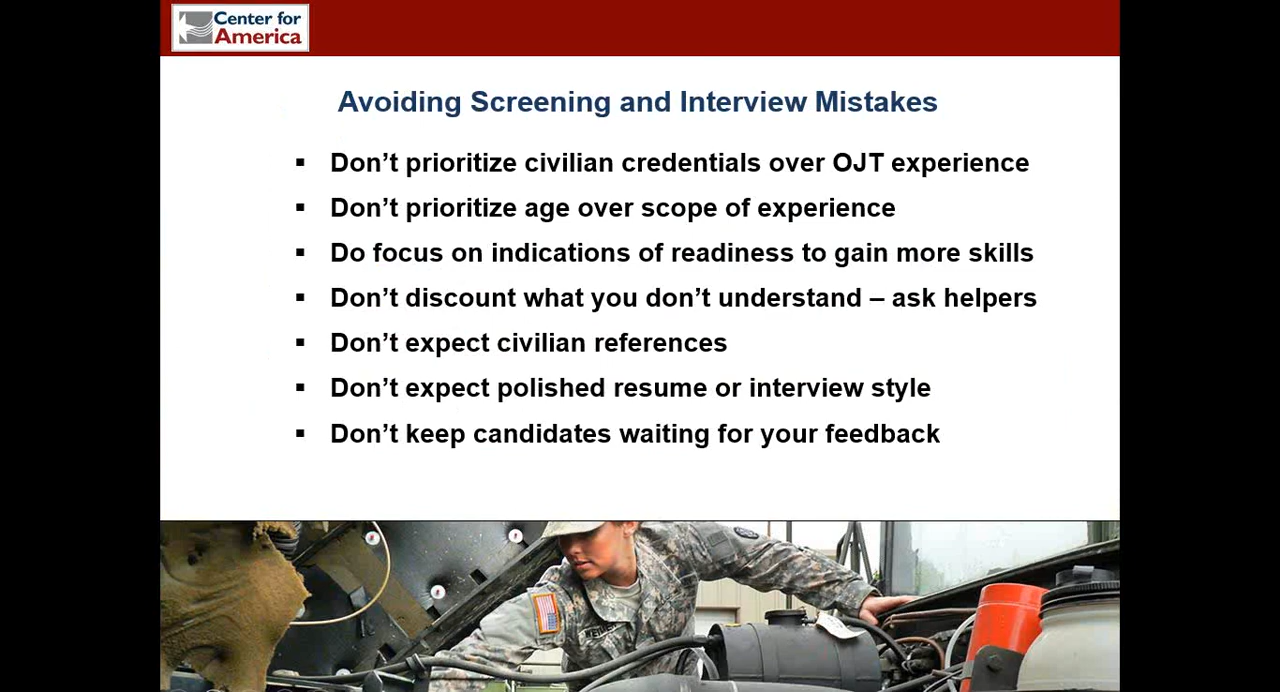 Center for
America
Avoiding Screening and Interview Mistakes
▪ Don’t prioritize civilian credentials over OJT experience
▪ Don’t prioritize age over scope of experience
▪ Do focus on indications of readiness to gain more skills
▪ Don’t discount what you don’t understand – ask helpers
▪ Don’t expect civilian references
▪ Don’t expect polished resume or interview style
▪ Don’t keep candidates waiting for your feedback